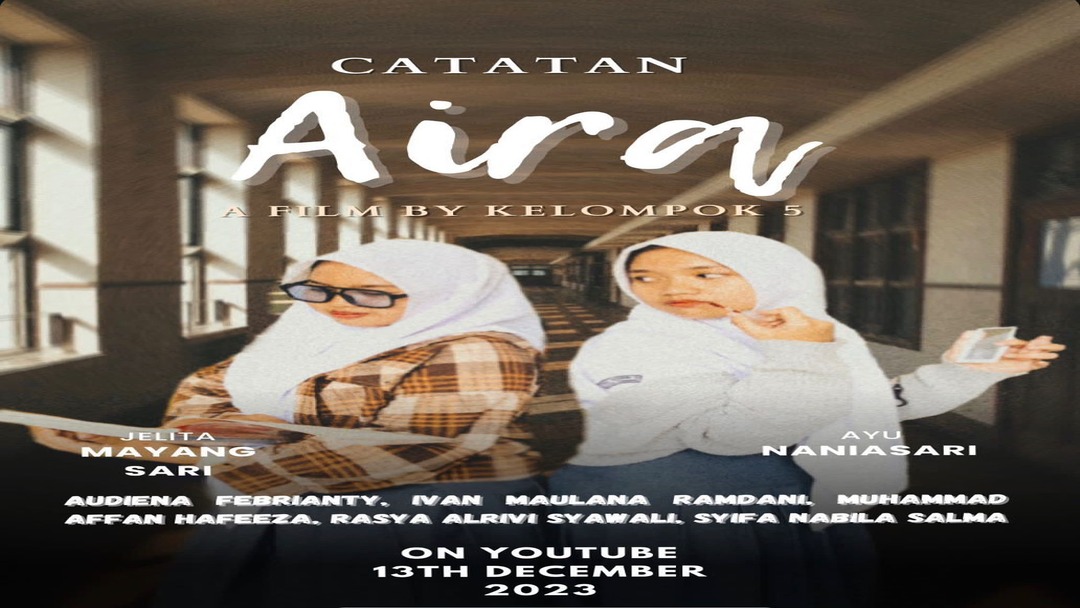 CATATAN
Aira
A FILM BY KELOMPOK 5
JELITA
MAYANG
SARI
AYU
NANIASARI
AUDIENA FEBRIANTY, IVAN MAULANA RAMDANI, MUHAMMAD
AFFAN HAFEEZA, RASYA ALRIVI SYAWALI, SYIFA NABILA SALMA
ON YOUTUBE
13TH DECEMBER
2023